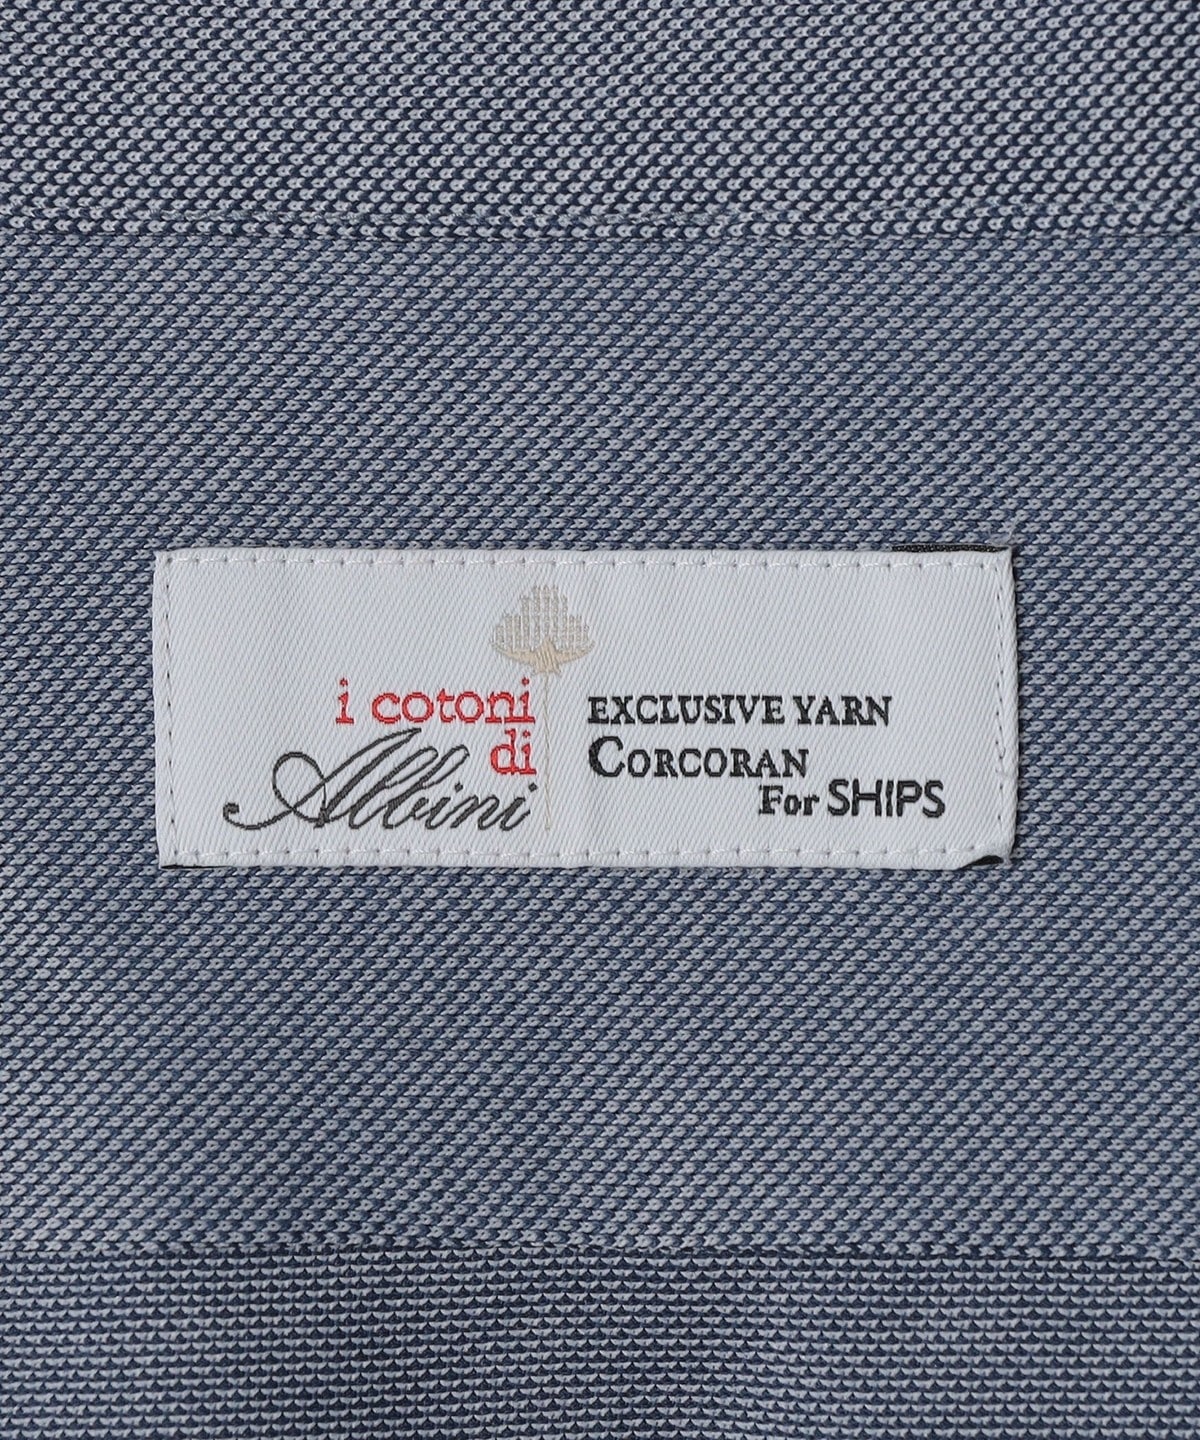 i cotoni
di
Albini
EXCLUSIVE YARN
CORCORAN
For SHIPS